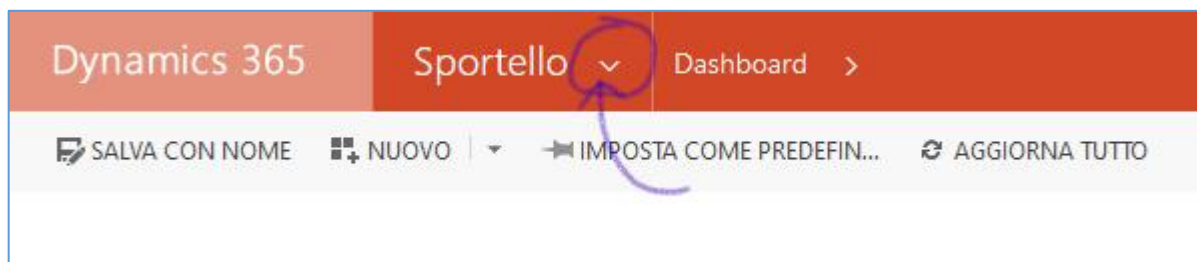 Dynamics 365 Sportello Dashboard
SALVA CON NOME NUOVO IMPOSTA COME PREDEFIN... AGGIORNA TUTTO